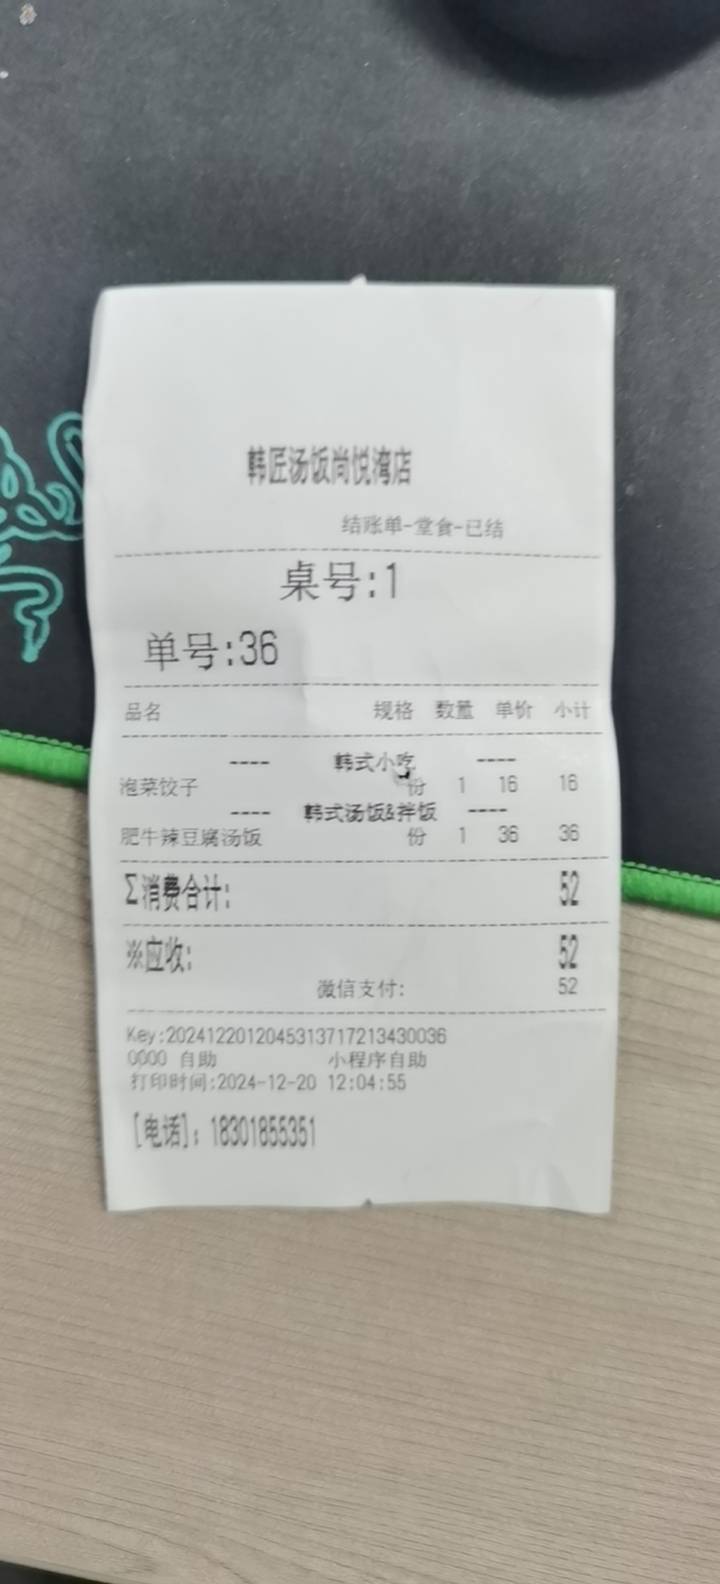 韩匠汤饭尚悦湾店
结账单-堂食-已结
桌号:1
单号:36
品名 规格 数量 单价 小计
---- 韩式小吃 ----
泡菜饺子 份 1 16 16
---- 韩式汤饭&拌饭 ----
肥牛辣豆腐汤饭 份 1 36 36
Σ消费合计: 52
※应收: 52
微信支付: 52
Key:20241220120453137172134300​36
0000 自助 小程序自助
打印时间:2024-12-20 12:04:55
[电话]: 18301855351